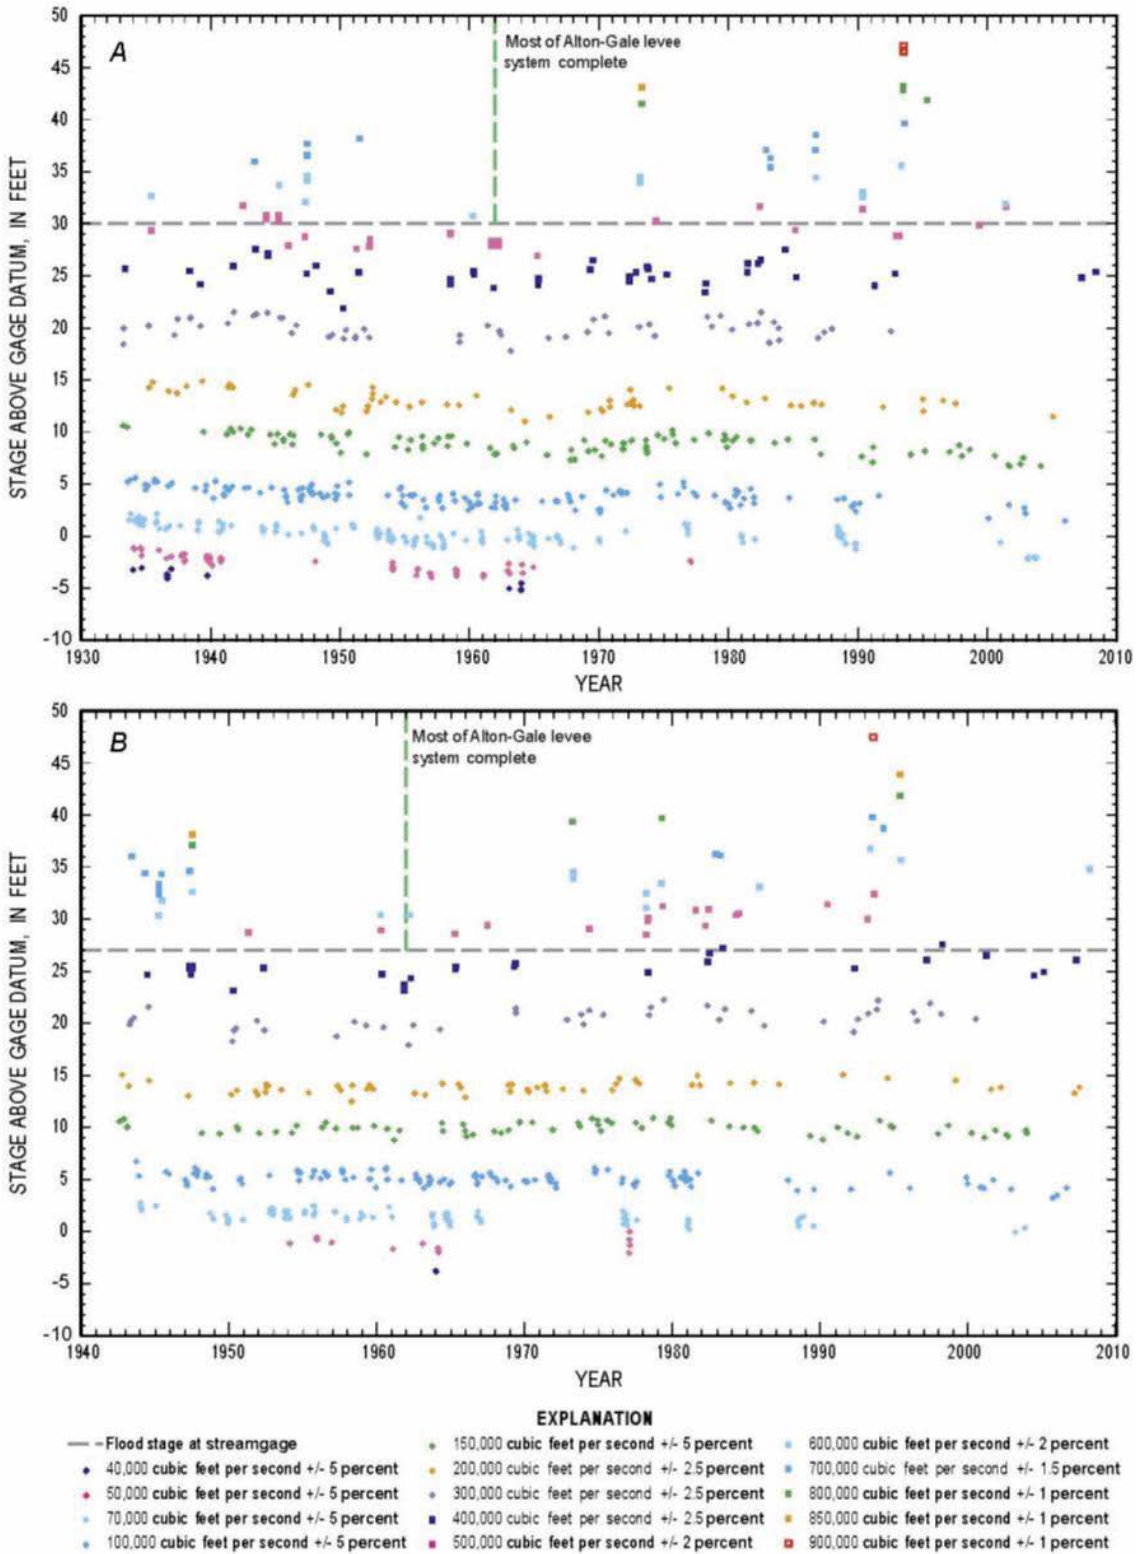 50
45
40
35
30
25
20
15
10
5
0
-5
-10
STAGE ABOVE GAGE DATUM, IN FEET
A
Most of Alton-Gale levee
system complete
1930 1940 1950 1960 1970 1980 1990 2000 2010
YEAR
50
45
40
35
30
25
20
15
10
5
0
-5
-10
STAGE ABOVE GAGE DATUM, IN FEET
B
Most of Alton-Gale levee
system complete
1940 1950 1960 1970 1980 1990 2000 2010
YEAR
EXPLANATION
Flood stage at streamgage
40,000 cubic feet per second +/- 5 percent
50,000 cubic feet per second +/- 5 percent
70,000 cubic feet per second +/- 5 percent
100,000 cubic feet per second +/- 5 percent
150,000 cubic feet per second +/- 5 percent
200,000 cubic feet per second +/- 2.5 percent
300,000 cubic feet per second +/- 2.5 percent
400,000 cubic feet per second +/- 2.5 percent
500,000 cubic feet per second +/- 2 percent
600,000 cubic feet per second +/- 2 percent
700,000 cubic feet per second +/- 1.5 percent
800,000 cubic feet per second +/- 1 percent
850,000 cubic feet per second +/- 1 percent
900,000 cubic feet per second +/- 1 percent